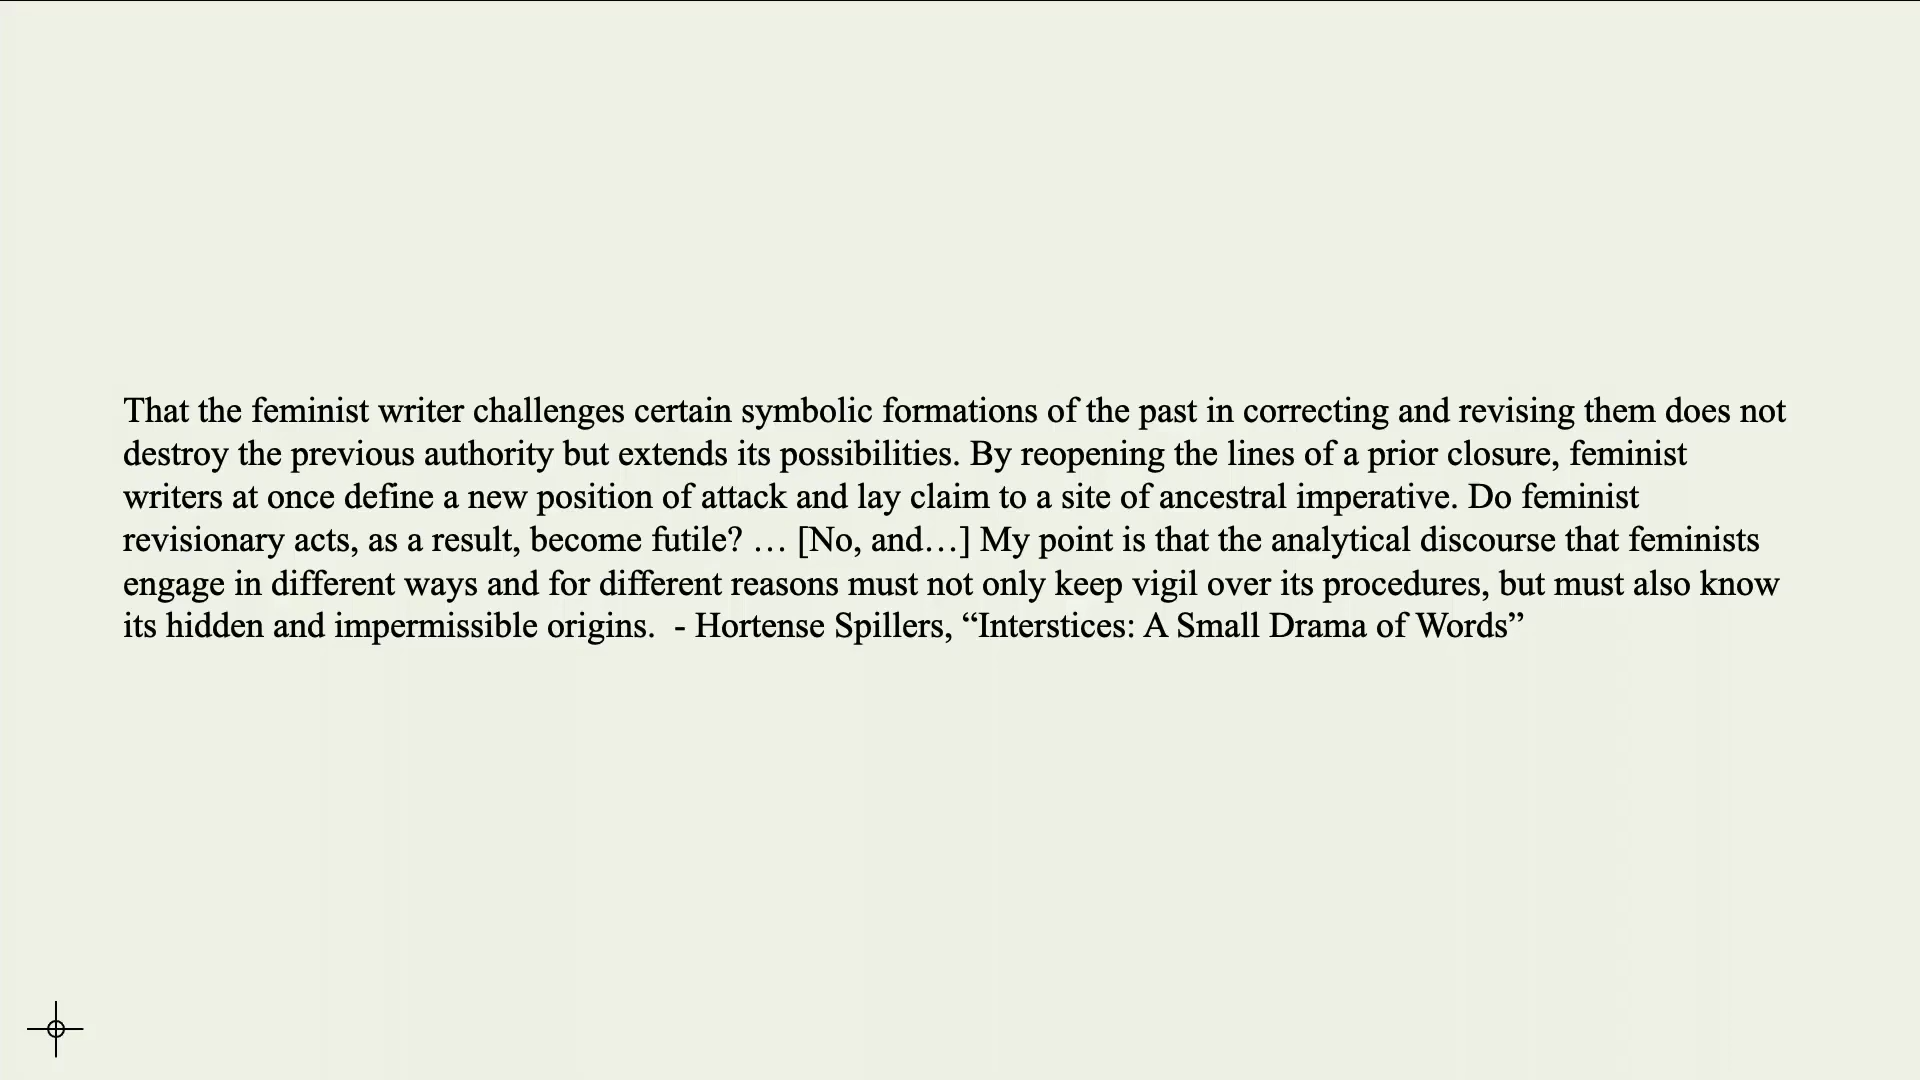 That the feminist writer challenges certain symbolic formations of the past in correcting and revising them does not
destroy the previous authority but extends its possibilities. By reopening the lines of a prior closure, feminist
writers at once define a new position of attack and lay claim to a site of ancestral imperative. Do feminist
revisionary acts, as a result, become futile? … [No, and…] My point is that the analytical discourse that feminists
engage in different ways and for different reasons must not only keep vigil over its procedures, but must also know
its hidden and impermissible origins.  - Hortense Spillers, “Interstices: A Small Drama of Words”